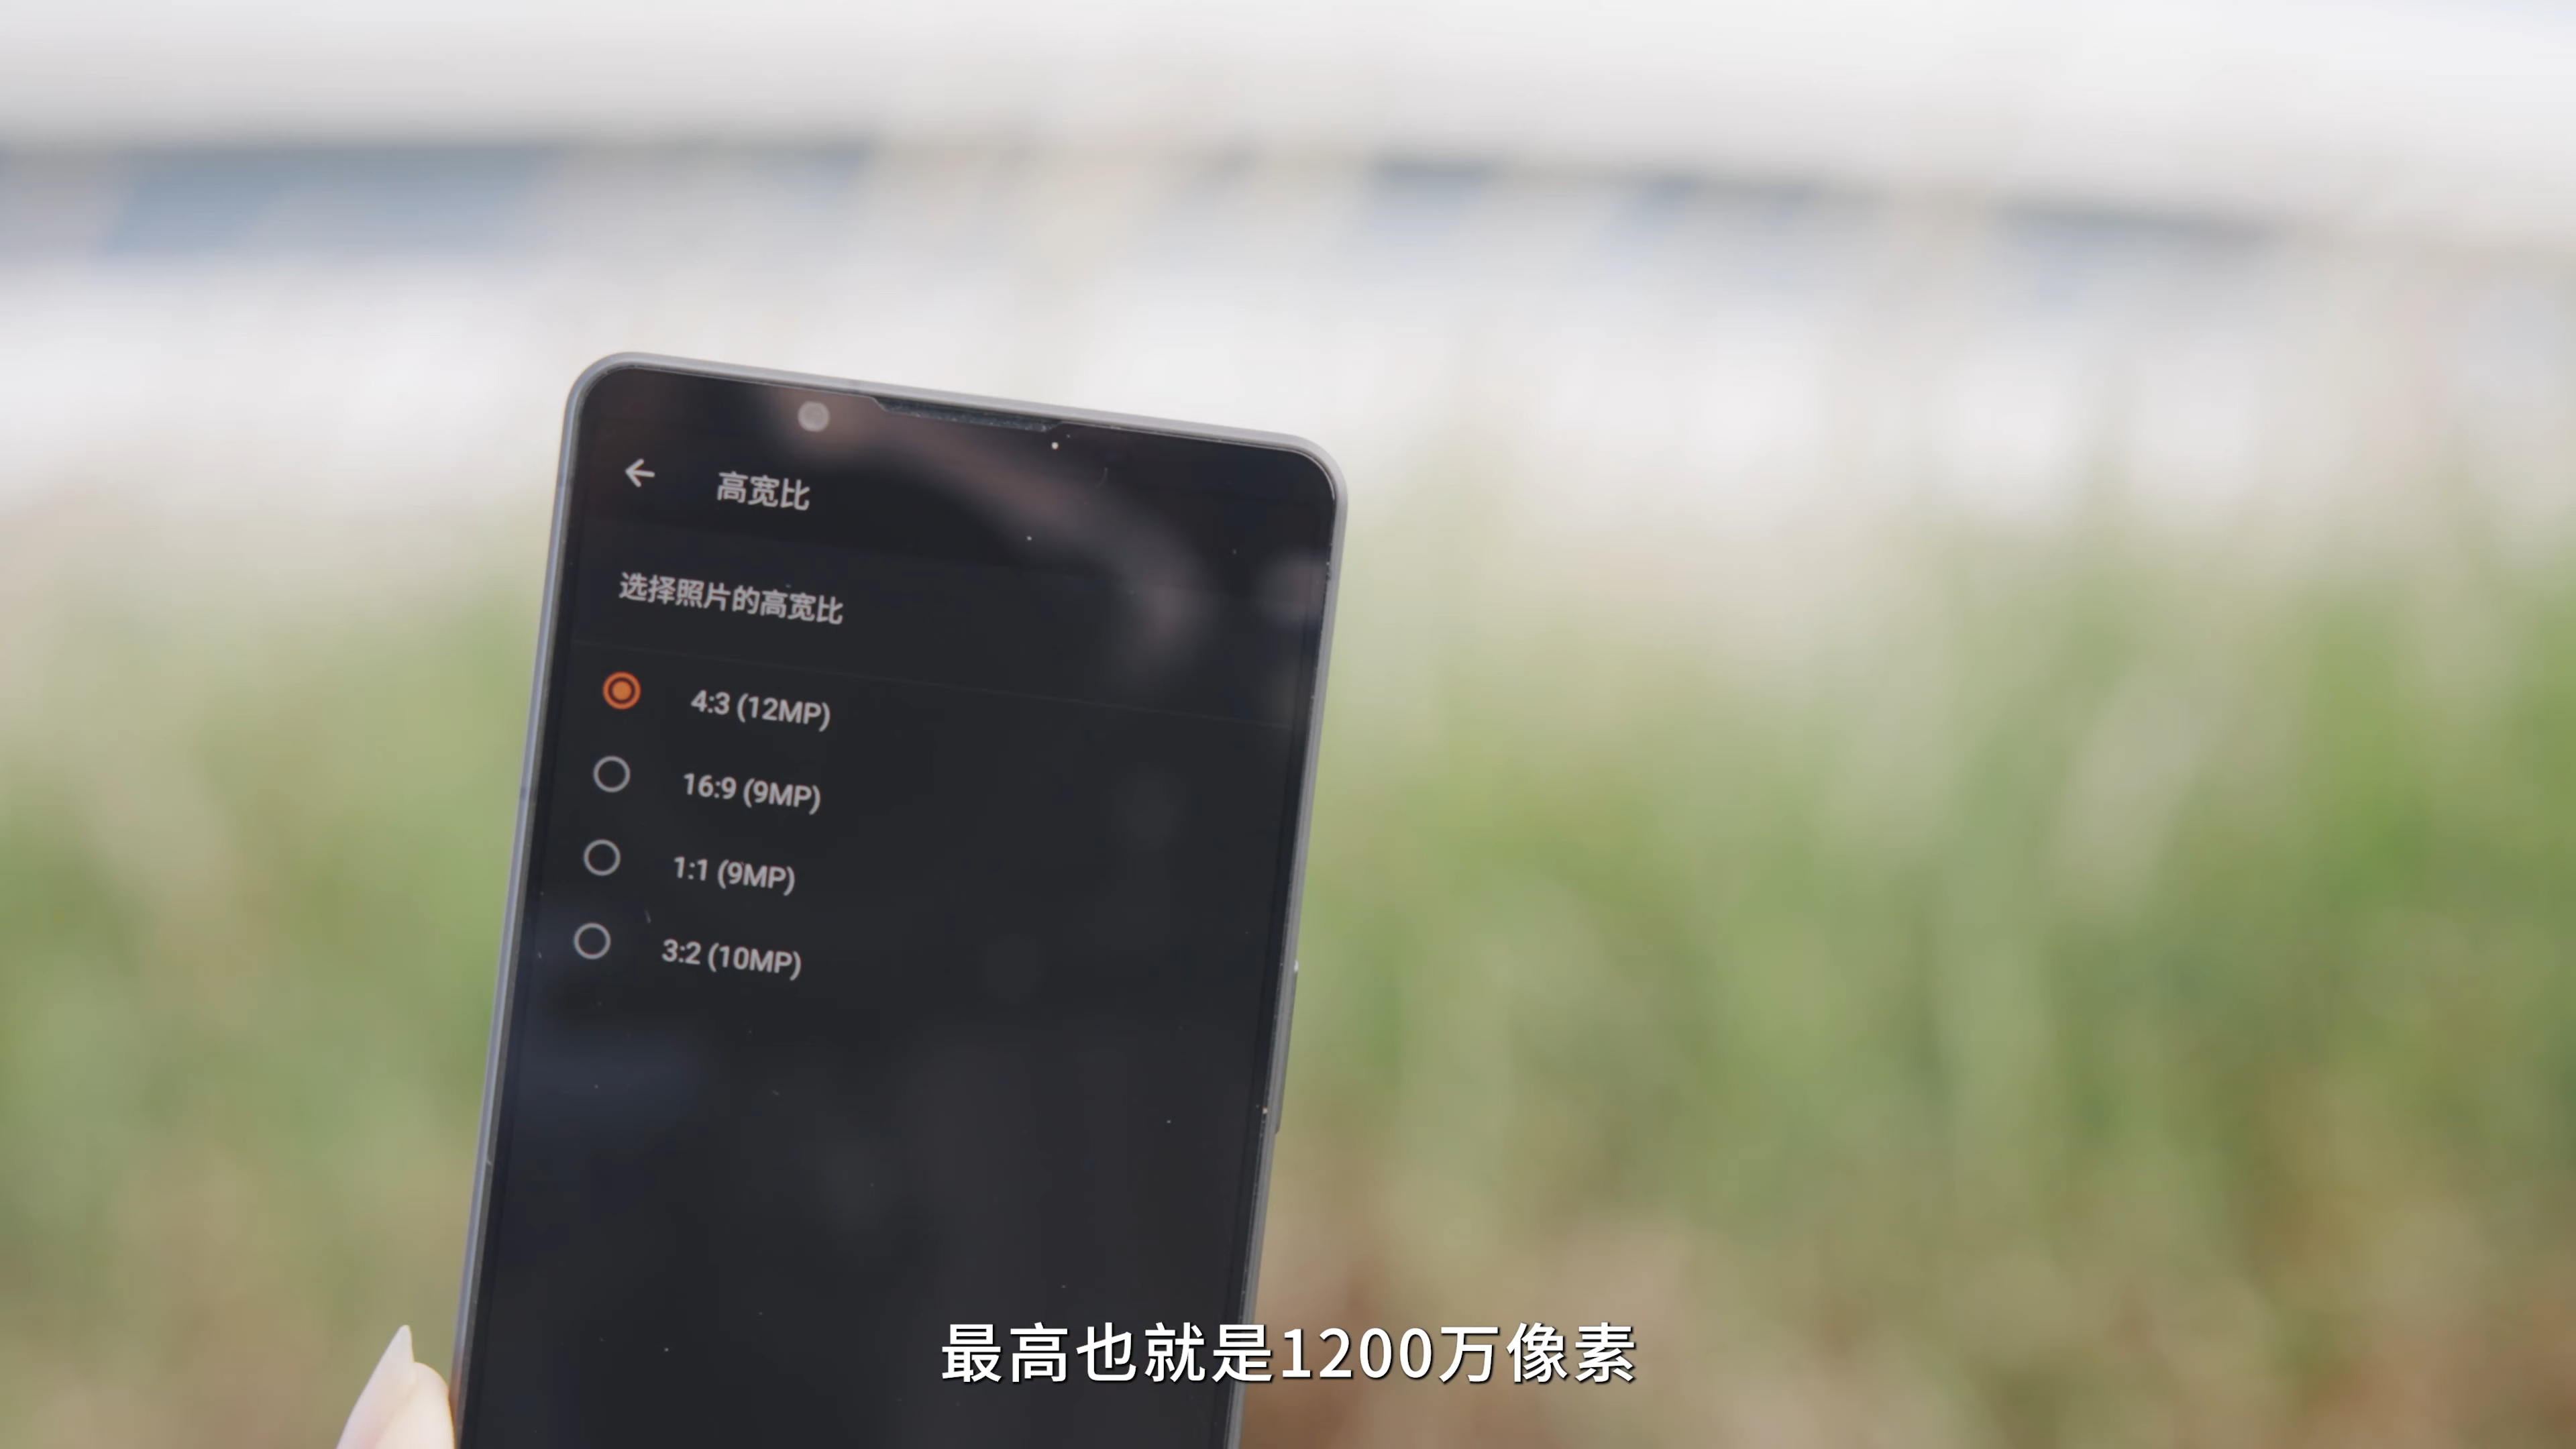 高宽比
选择照片的高宽比
4:3 (12MP)
16:9 (9MP)
1:1 (9MP)
3:2 (10MP)
最高也就是1200万像素